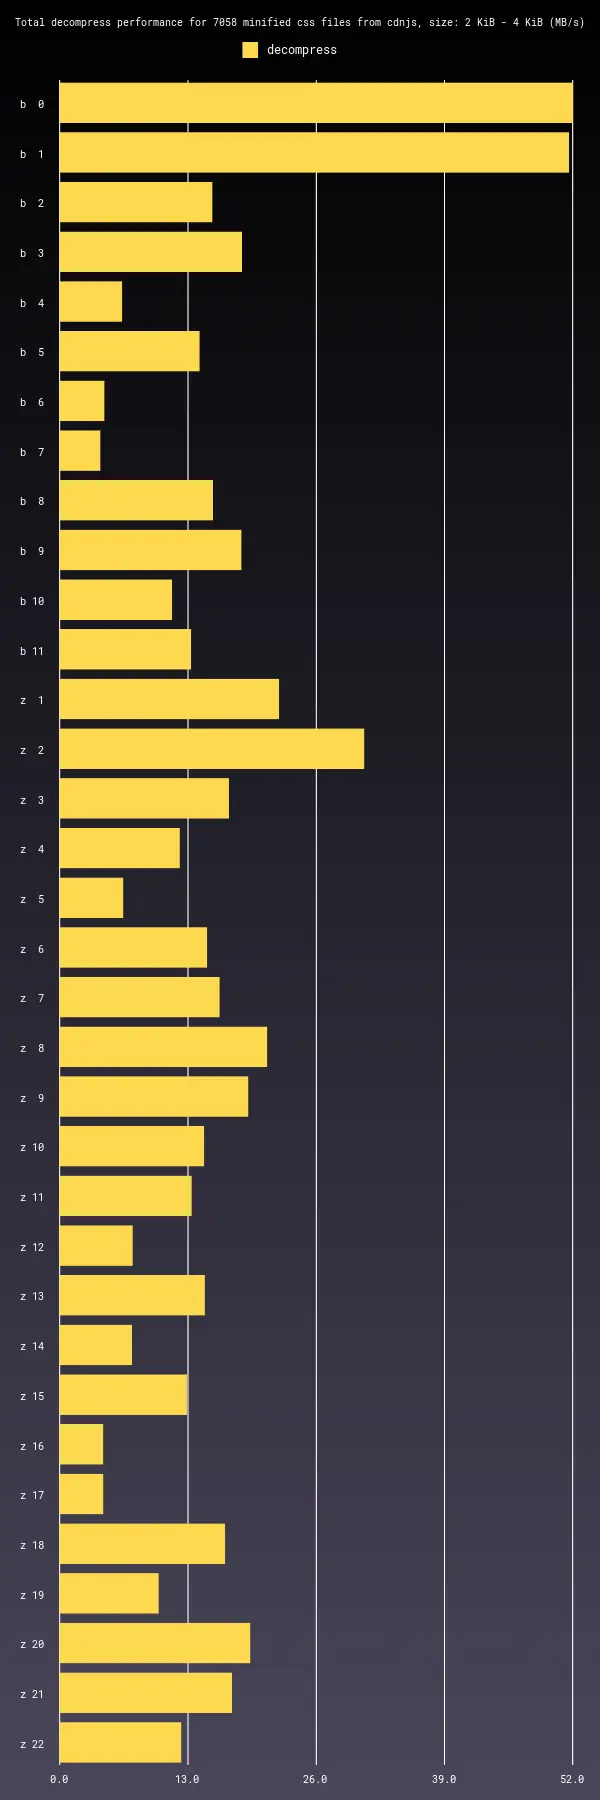 Total decompress performance for 7058 minified css files from cdnjs, size: 2 KiB - 4 KiB (MB/s)
decompress
b  0
b  1
b  2
b  3
b  4
b  5
b  6
b  7
b  8
b  9
b 10
b 11
z  1
z  2
z  3
z  4
z  5
z  6
z  7
z  8
z  9
z 10
z 11
z 12
z 13
z 14
z 15
z 16
z 17
z 18
z 19
z 20
z 21
z 22
0.0 13.0 26.0 39.0 52.0